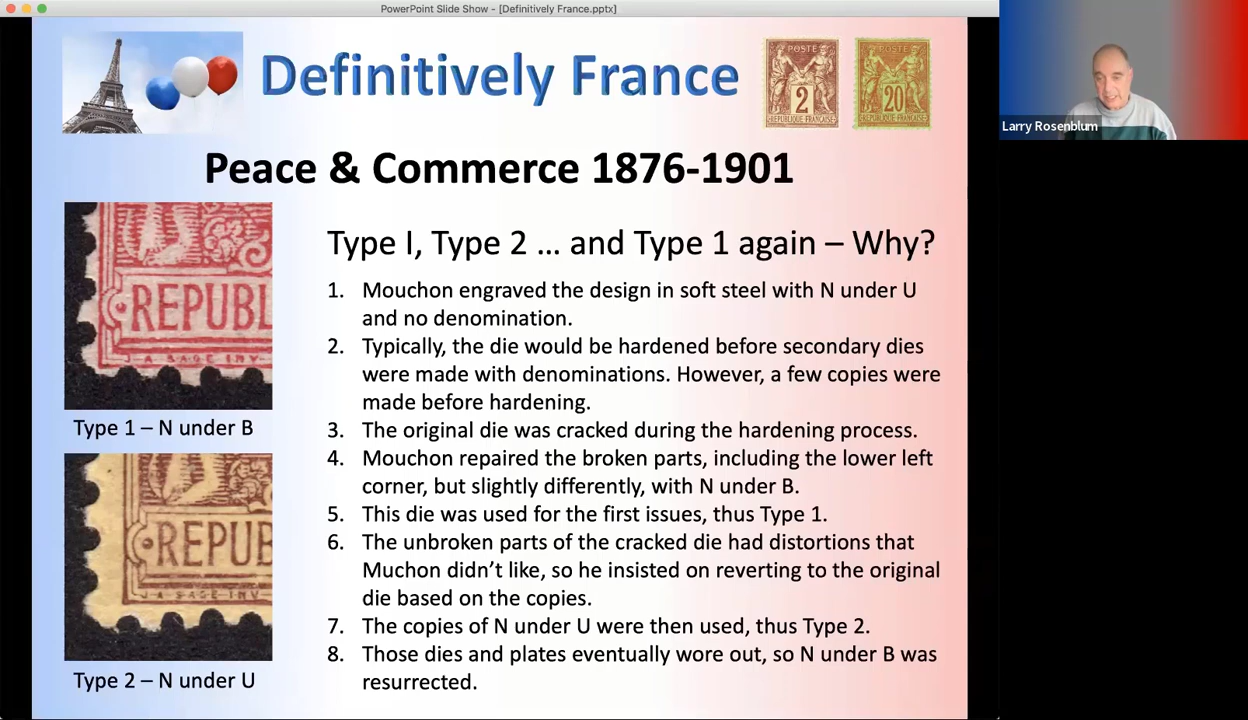 PowerPoint Slide Show - [Definitively France.pptx]
Definitively France
POSTE
2
REPUBLIQUE FRANÇAISE
POSTE
20
REPUBLIQUE FRANÇAISE
Larry Rosenblum
Peace & Commerce 1876-1901
Type I, Type 2 ... and Type 1 again – Why?
REPUBL
J A SAGE INV
Type 1 – N under B
REPUB
J A SAGE INV
Type 2 – N under U
1. Mouchon engraved the design in soft steel with N under U
and no denomination.
2. Typically, the die would be hardened before secondary dies
were made with denominations. However, a few copies were
made before hardening.
3. The original die was cracked during the hardening process.
4. Mouchon repaired the broken parts, including the lower left
corner, but slightly differently, with N under B.
5. This die was used for the first issues, thus Type 1.
6. The unbroken parts of the cracked die had distortions that
Muchon didn’t like, so he insisted on reverting to the original
die based on the copies.
7. The copies of N under U were then used, thus Type 2.
8. Those dies and plates eventually wore out, so N under B was
resurrected.